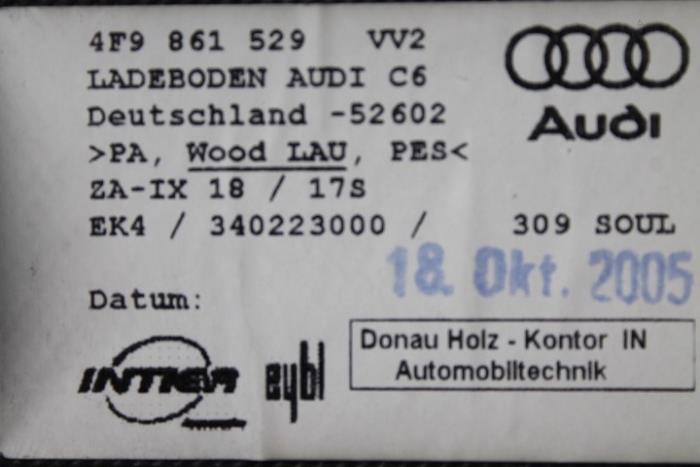 4F9 861 529 VV2
LADEBODEN AUDI C6
Deutschland -52602
>PA, Wood LAU, PES<
ZA-IX 18 / 17S
EK4 / 340223000 / 309 SOUL
18. Okt. 2005
Datum:
Audi
INTIER
eybl
Donau Holz - Kontor IN
Automobiltechnik